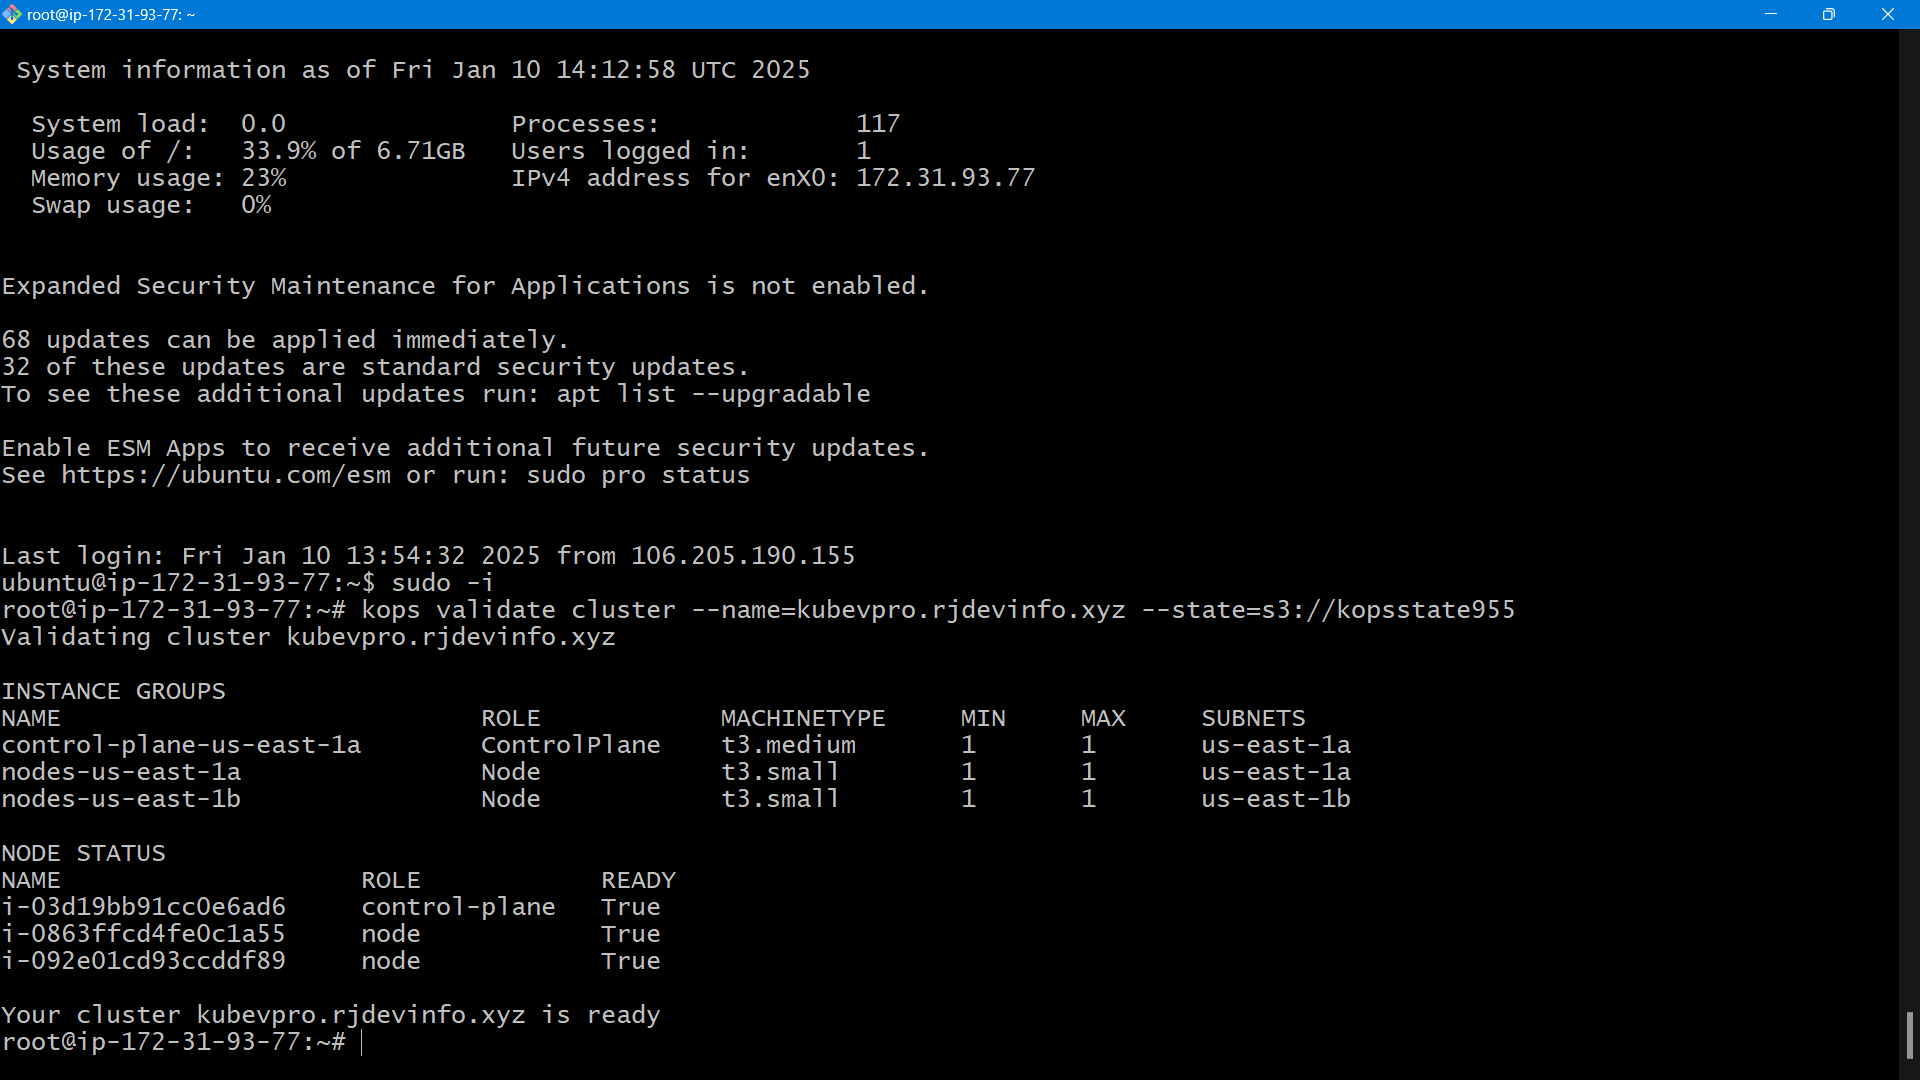 root@ip-172-31-93-77: ~
System information as of Fri Jan 10 14:12:58 UTC 2025
System load:  0.0               Processes:             117
Usage of /:   33.9% of 6.71GB   Users logged in:       1
Memory usage: 23%               IPv4 address for enX0: 172.31.93.77
Swap usage:   0%
Expanded Security Maintenance for Applications is not enabled.
68 updates can be applied immediately.
32 of these updates are standard security updates.
To see these additional updates run: apt list --upgradable
Enable ESM Apps to receive additional future security updates.
See https://ubuntu.com/esm or run: sudo pro status
Last login: Fri Jan 10 13:54:32 2025 from 106.205.190.155
ubuntu@ip-172-31-93-77:~$ sudo -i
root@ip-172-31-93-77:~# kops validate cluster --name=kubevpro.rjdevinfo.xyz --state=s3://kopsstate955
Validating cluster kubevpro.rjdevinfo.xyz
INSTANCE GROUPS
NAME                            ROLE            MACHINETYPE     MIN     MAX     SUBNETS
control-plane-us-east-1a        ControlPlane    t3.medium       1       1       us-east-1a
nodes-us-east-1a                Node            t3.small        1       1       us-east-1a
nodes-us-east-1b                Node            t3.small        1       1       us-east-1b
NODE STATUS
NAME                    ROLE            READY
i-03d19bb91cc0e6ad6     control-plane   True
i-0863ffcd4fe0c1a55     node            True
i-092e01cd93ccddf89     node            True
Your cluster kubevpro.rjdevinfo.xyz is ready
root@ip-172-31-93-77:~#